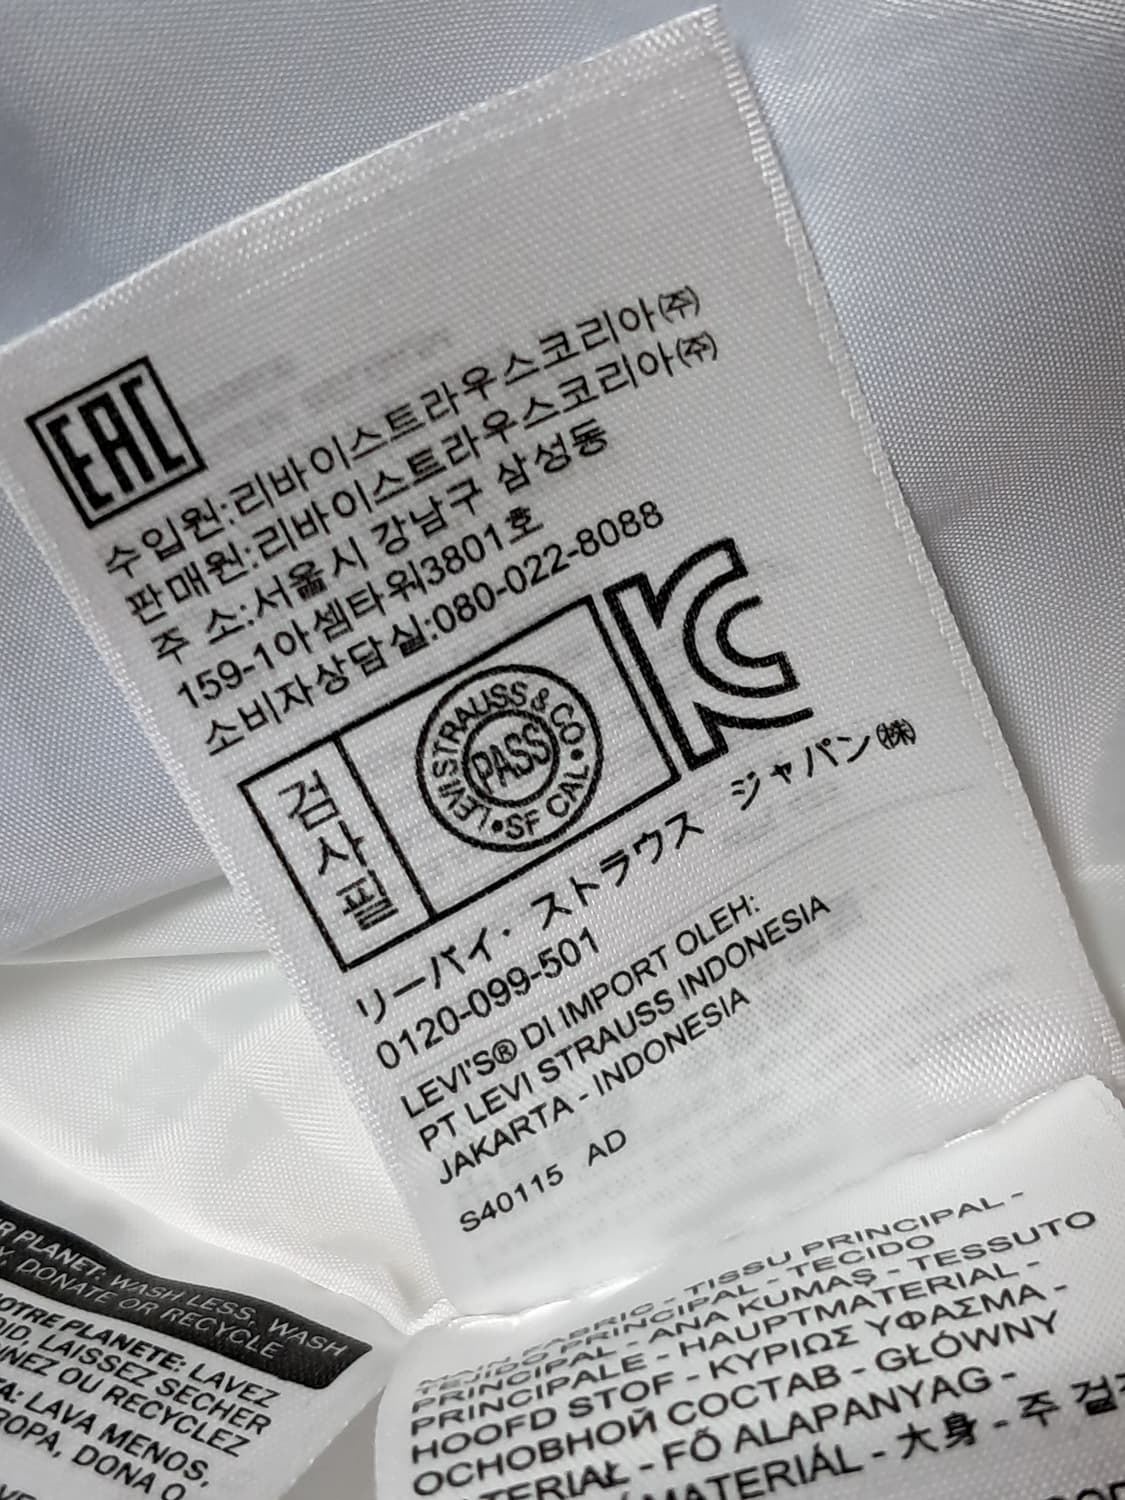 EAC
수입원:리바이스트라우스코리아㈜
판매원:리바이스트라우스코리아㈜
주 소:서울시 강남구 삼성동
159-1아셈타워3801호
소비자상담실:080-022-8088
검사필
LEVI STRAUSS & CO • SF CAL •
PASS
KC
リーバイ・ストラウス ジャパン㈱
0120-099-501
LEVI'S® DI IMPORT OLEH:
PT LEVI STRAUSS INDONESIA
JAKARTA - INDONESIA
S40115 AD
PLANET: WASH LESS, WASH
DONATE OR RECYCLE
PLANETE: LAVEZ
LAISSEZ SECHER
OU RECYCLEZ
LAVA MENOS,
DONA O
FABRIC - TISSU PRINCIPAL -
TEJIDO PRINCIPAL - TECIDO
PRINCIPAL - ANA KUMAŞ - TESSUTO
PRINCIPALE - HAUPTMATERIAL -
HOOFD STOF - ΚΥΡΙΩΣ ΥΦΑΣΜΑ -
ОСНОВНОЙ СОСТАВ - GŁÓWNY
- FŐ ALAPANYAG -
- 大身 - 주